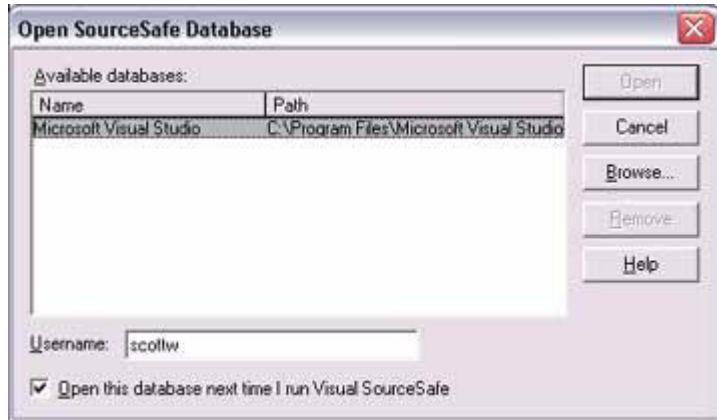 Open SourceSafe Database
Available databases:
Name Path
Microsoft Visual Studio C:\Program Files\Microsoft Visual Studio
Open
Cancel
Browse...
Remove
Help
Username: scottw
Open this database next time I run Visual SourceSafe